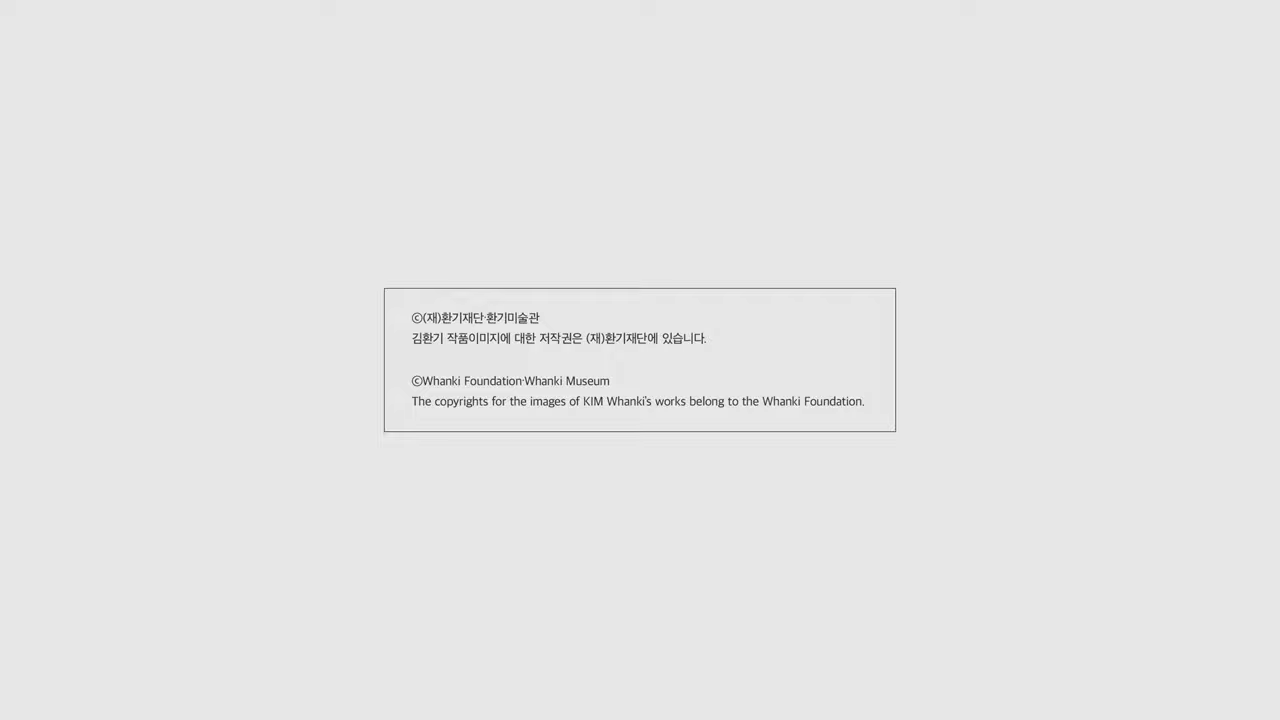 ⓒ(재)환기재단·환기미술관
김환기 작품이미지에 대한 저작권은 (재)환기재단에 있습니다.
ⓒWhanki Foundation·Whanki Museum
The copyrights for the images of KIM Whanki's works belong to the Whanki Foundation.